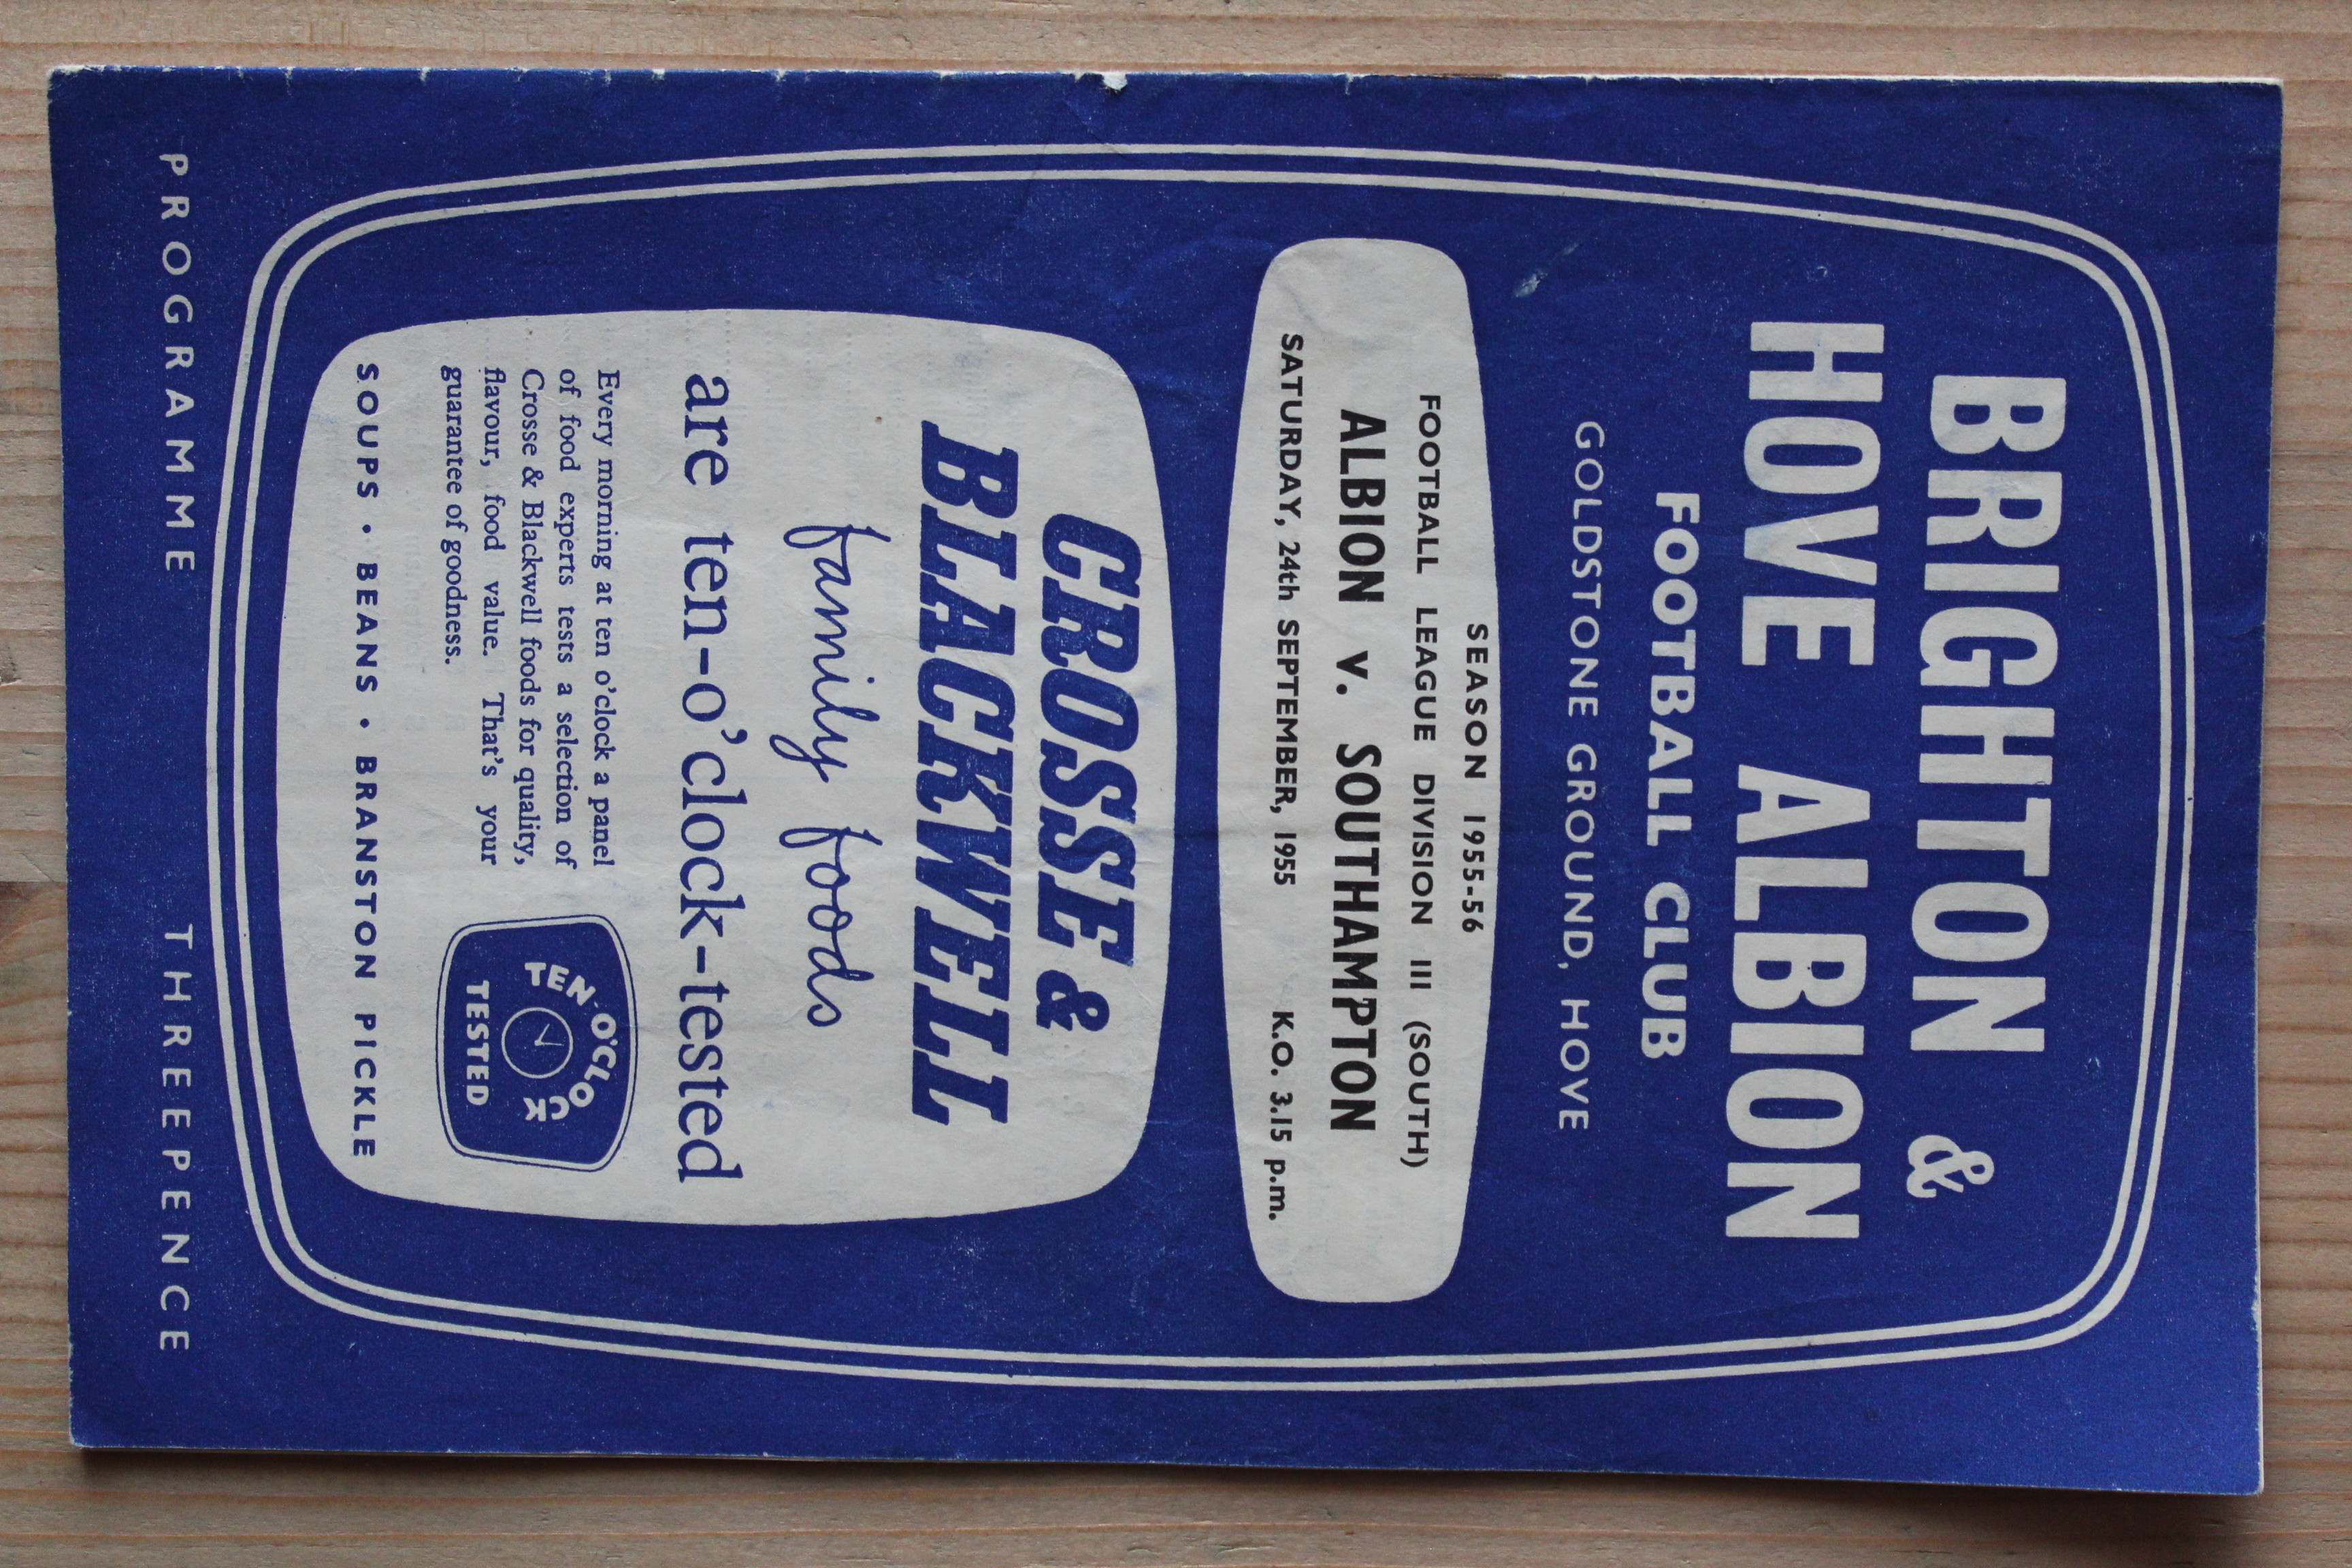 BRIGHTON &
HOVE ALBION
FOOTBALL CLUB
GOLDSTONE GROUND, HOVE
SEASON 1955-56
FOOTBALL LEAGUE DIVISION III (SOUTH)
ALBION v. SOUTHAMPTON
SATURDAY, 24th SEPTEMBER, 1955 K.O. 3.15 p.m.
CROSSE &
BLACKWELL
family foods
are ten-o'clock-tested
Every morning at ten o'clock a panel
of food experts tests a selection of
Crosse & Blackwell foods for quality,
flavour, food value. That's your
guarantee of goodness.
TEN-O'CLOCK
TESTED
SOUPS • BEANS • BRANSTON PICKLE
PROGRAMME THREEPENCE